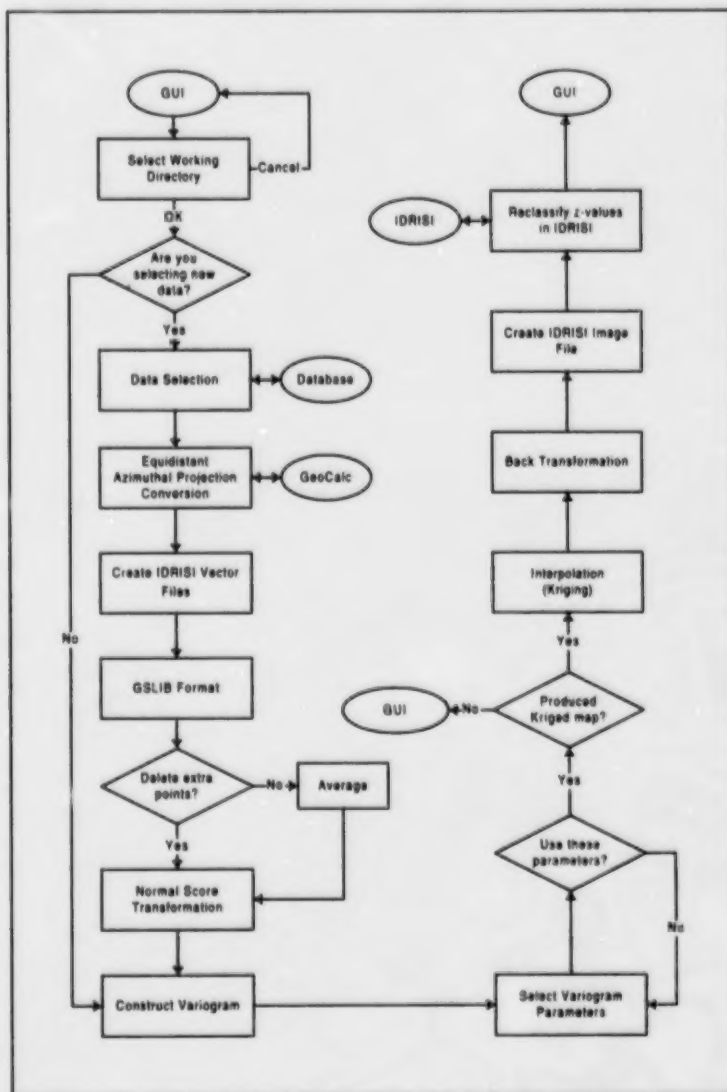 GUI
Select Working
Directory
Cancel
OK
Are you
selecting new
data?
Yes
Data Selection
Database
Equidistant
Azimuthal Projection
Conversion
GeoCalc
Create IDRISI Vector
Files
No
GSLIB Format
Delete extra
points?
No
Average
Yes
Normal Score
Transformation
Construct Variogram
GUI
IDRISI
Reclassify z-values
in IDRISI
Create IDRISI Image
File
Back Transformation
Interpolation
(Kriging)
Yes
GUI
No
Produced
Kriged map?
Yes
Use these
parameters?
No
Select Variogram
Parameters